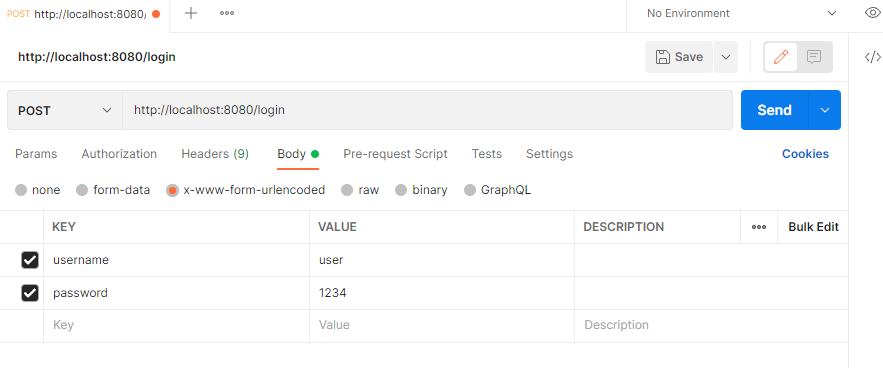 POST http://localhost:8080/ + ••• No Environment
http://localhost:8080/login Save
POST http://localhost:8080/login Send
Params Authorization Headers (9) Body Pre-request Script Tests Settings Cookies
none form-data x-www-form-urlencoded raw binary GraphQL
KEY VALUE DESCRIPTION ••• Bulk Edit
username user
password 1234
Key Value Description